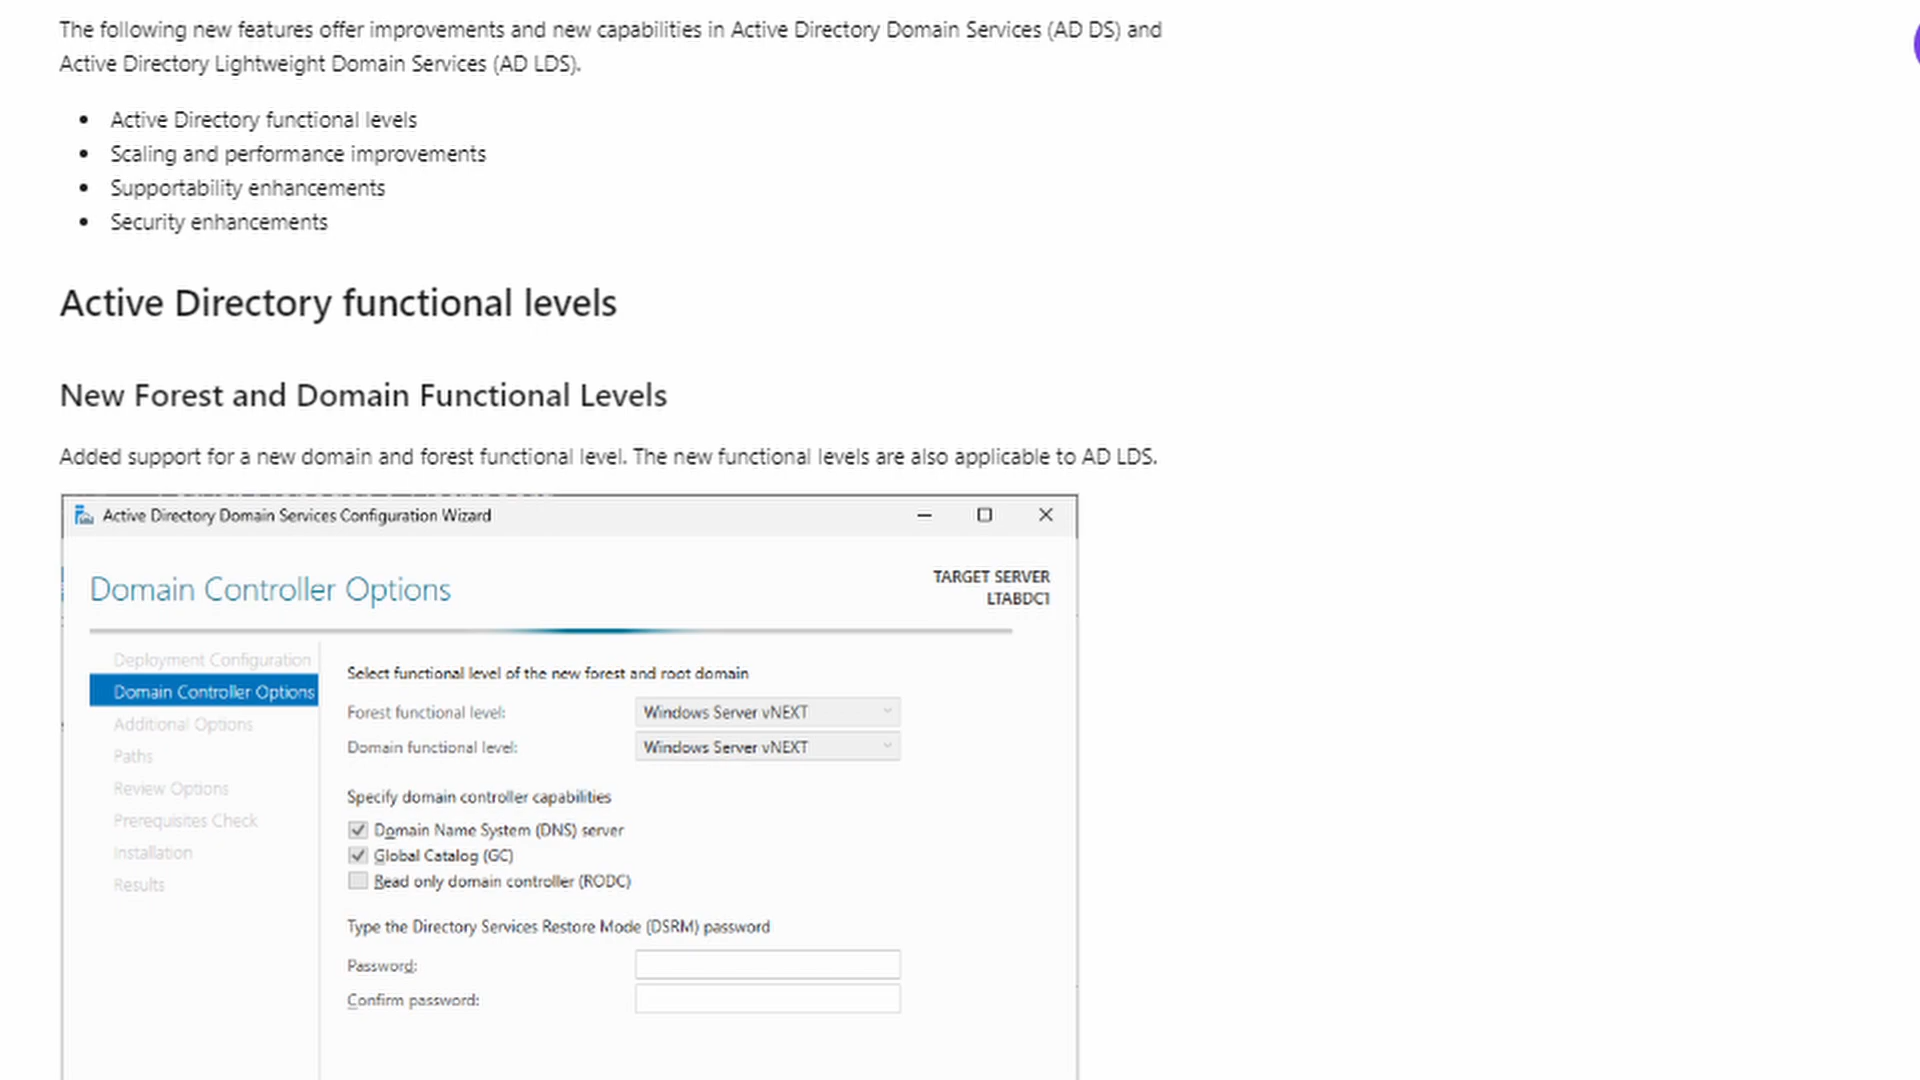 The following new features offer improvements and new capabilities in Active Directory Domain Services (AD DS) and
Active Directory Lightweight Domain Services (AD LDS).
• Active Directory functional levels
• Scaling and performance improvements
• Supportability enhancements
• Security enhancements
Active Directory functional levels
New Forest and Domain Functional Levels
Added support for a new domain and forest functional level. The new functional levels are also applicable to AD LDS.
Active Directory Domain Services Configuration Wizard
Domain Controller Options
TARGET SERVER
LTABDC1
Deployment Configuration
Domain Controller Options
Additional Options
Paths
Review Options
Prerequisites Check
Installation
Results
Select functional level of the new forest and root domain
Forest functional level: Windows Server vNEXT
Domain functional level: Windows Server vNEXT
Specify domain controller capabilities
Domain Name System (DNS) server
Global Catalog (GC)
Read only domain controller (RODC)
Type the Directory Services Restore Mode (DSRM) password
Password:
Confirm password: